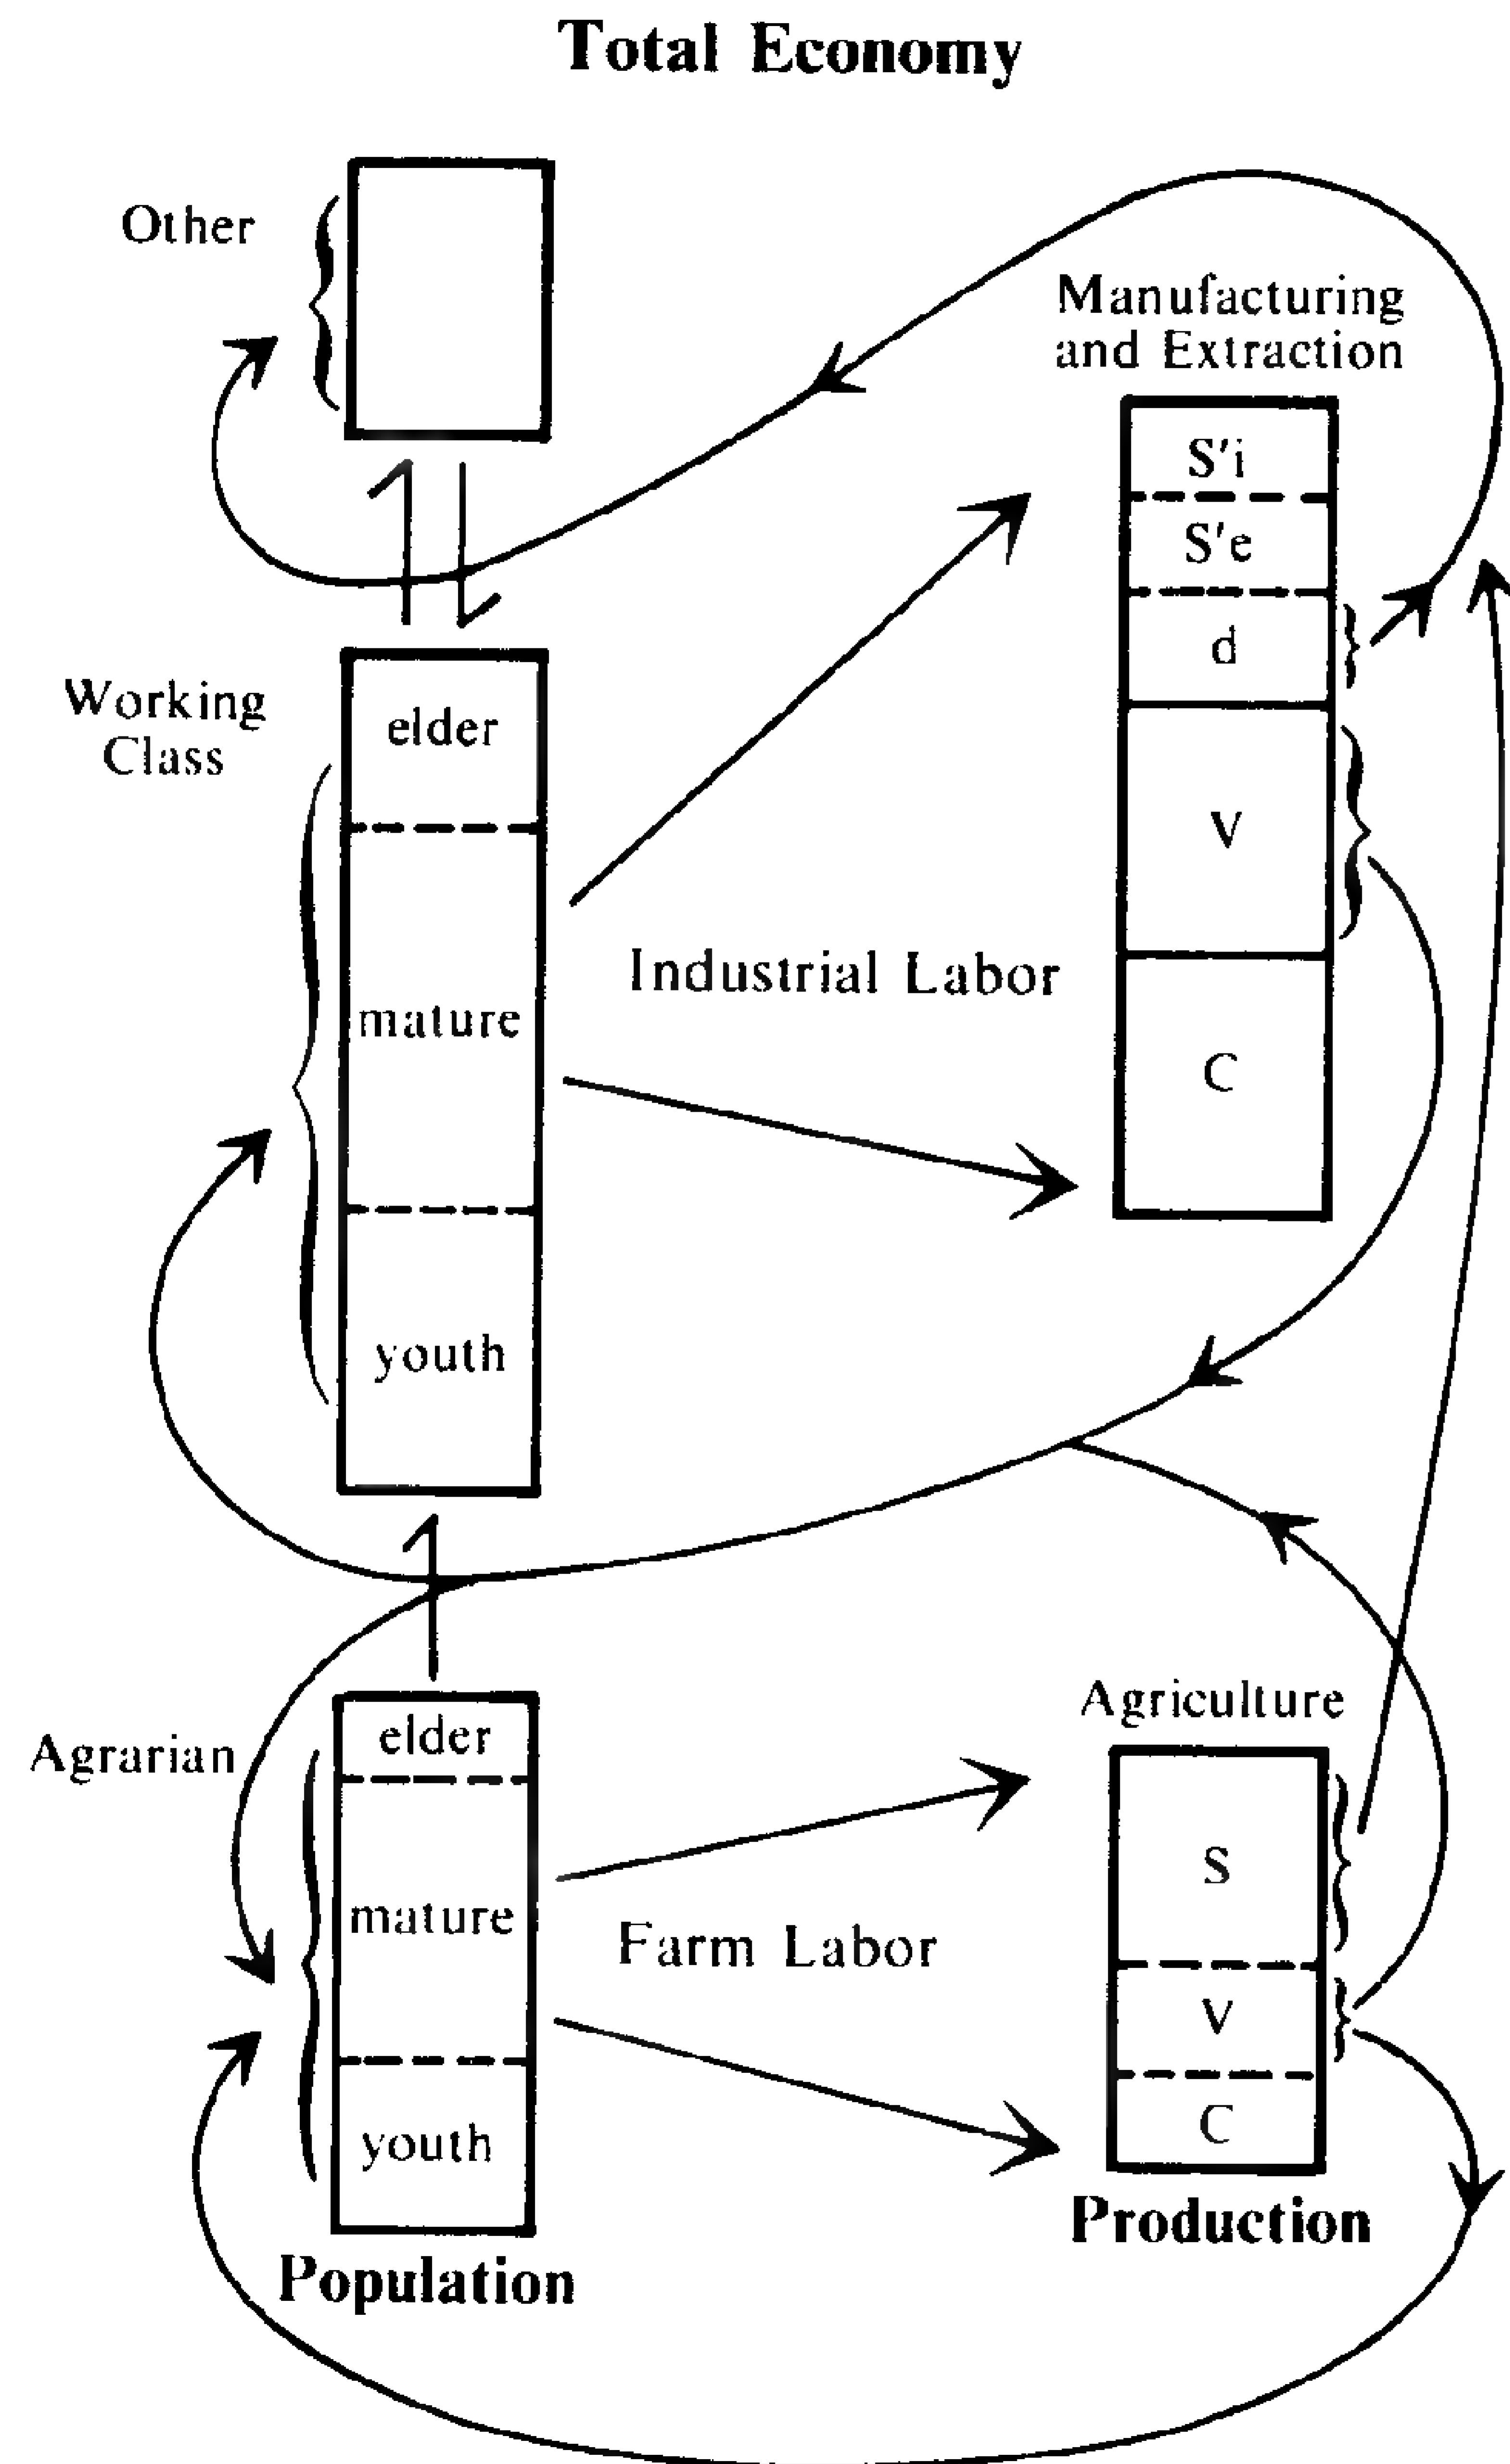 Total Economy
Other
Manufacturing
and Extraction
S'i
S'e
d
V
C
Working
Class
elder
mature
youth
Industrial Labor
Agrarian
elder
mature
youth
Farm Labor
Agriculture
S
V
C
Production
Population